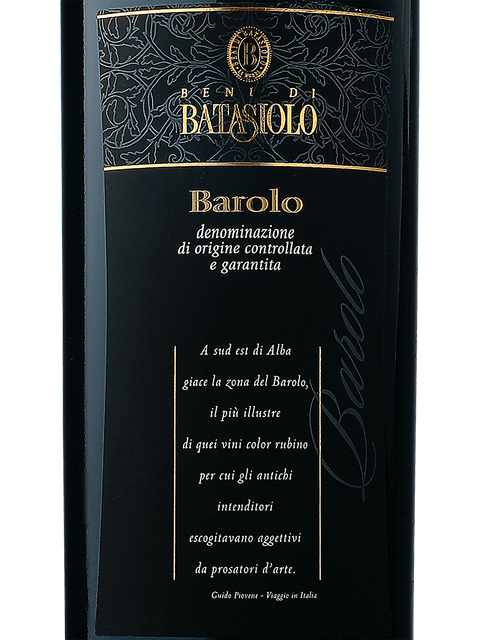 B
BENI DI
BATASIOLO
Barolo
denominazione
di origine controllata
e garantita
Barolo
A sud est di Alba
giace la zona del Barolo,
il più illustre
di quei vini color rubino
per cui gli antichi
intenditori
escogitavano aggettivi
da prosatori d'arte.
Guido Piovene - Viaggio in Italia